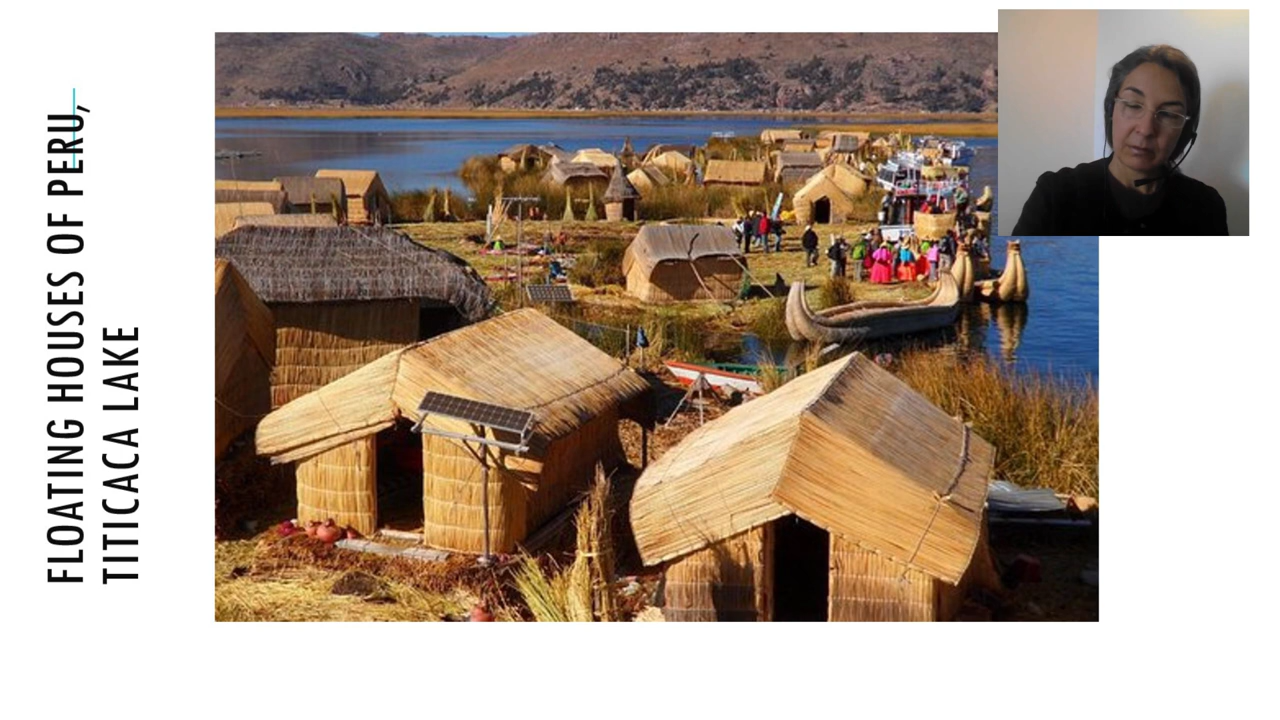 FLOATING HOUSES OF PERU,
TITICACA LAKE